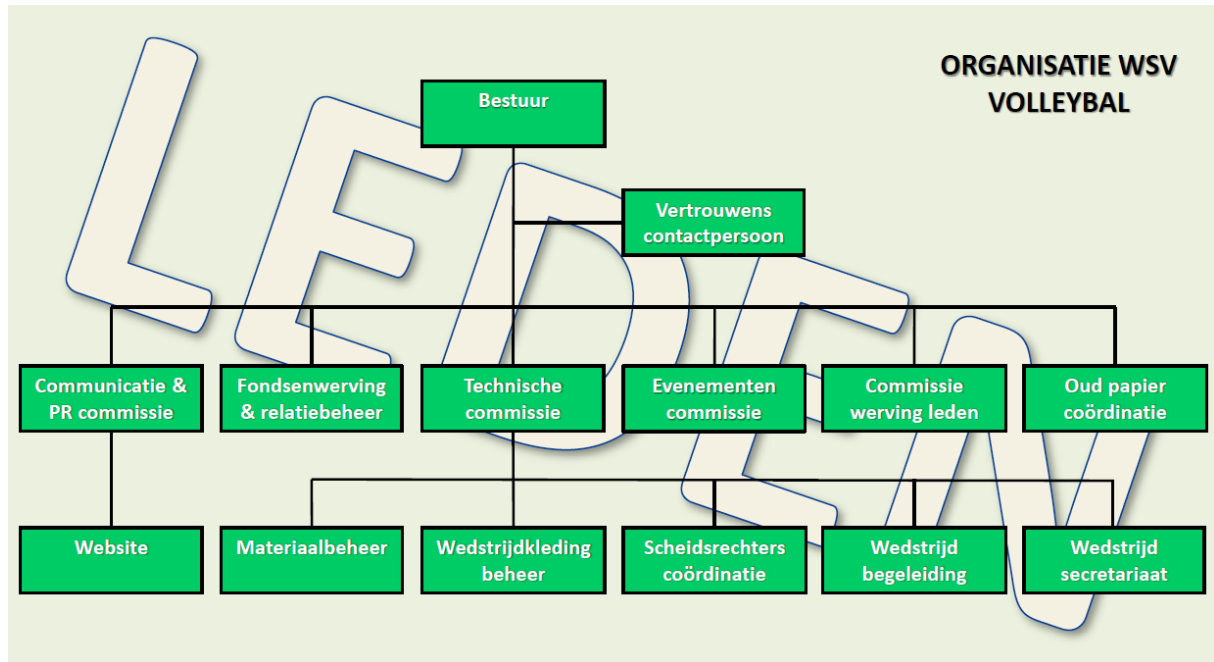 ORGANISATIE WSV
VOLLEYBAL
LEDEN
Bestuur
Vertrouwens
contactpersoon
Communicatie &
PR commissie
Fondsenwerving
& relatiebeheer
Technische
commissie
Evenementen
commissie
Commissie
werving leden
Oud papier
coördinatie
Website
Materiaalbeheer
Wedstrijdkleding
beheer
Scheidsrechters
coördinatie
Wedstrijd
begeleiding
Wedstrijd
secretariaat